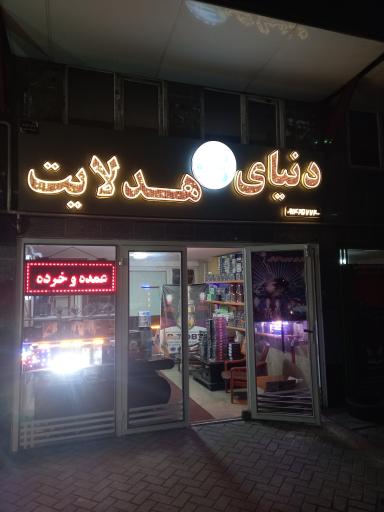 دنیای هدلایت
عمده و خرده